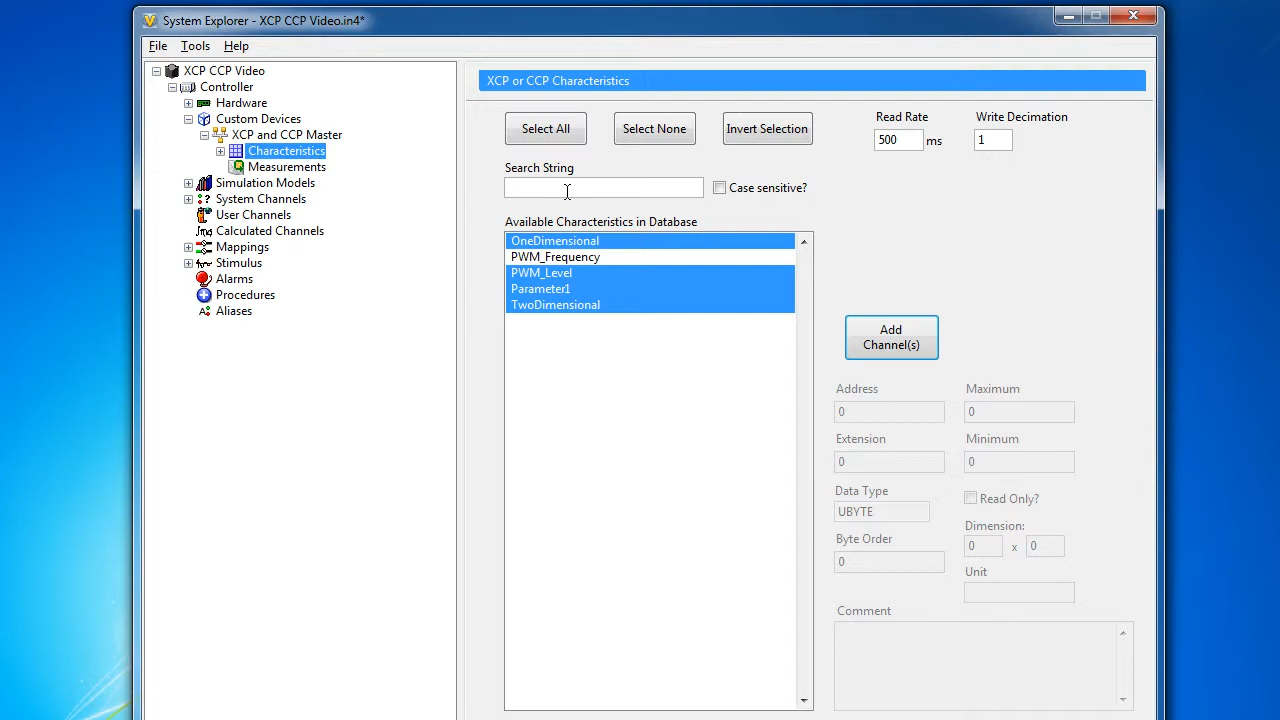 System Explorer - XCP CCP Video.in4*
File Tools Help
XCP CCP Video
Controller
Hardware
Custom Devices
XCP and CCP Master
Characteristics
Measurements
Simulation Models
System Channels
User Channels
Calculated Channels
Mappings
Stimulus
Alarms
Procedures
Aliases
XCP or CCP Characteristics
Select All
Select None
Invert Selection
Read Rate
500 ms
Write Decimation
1
Search String
Case sensitive?
Available Characteristics in Database
OneDimensional
PWM_Frequency
PWM_Level
Parameter1
TwoDimensional
Add
Channel(s)
Address
0
Maximum
0
Extension
0
Minimum
0
Data Type
UBYTE
Read Only?
Byte Order
0
Dimension:
0 x 0
Unit
Comment